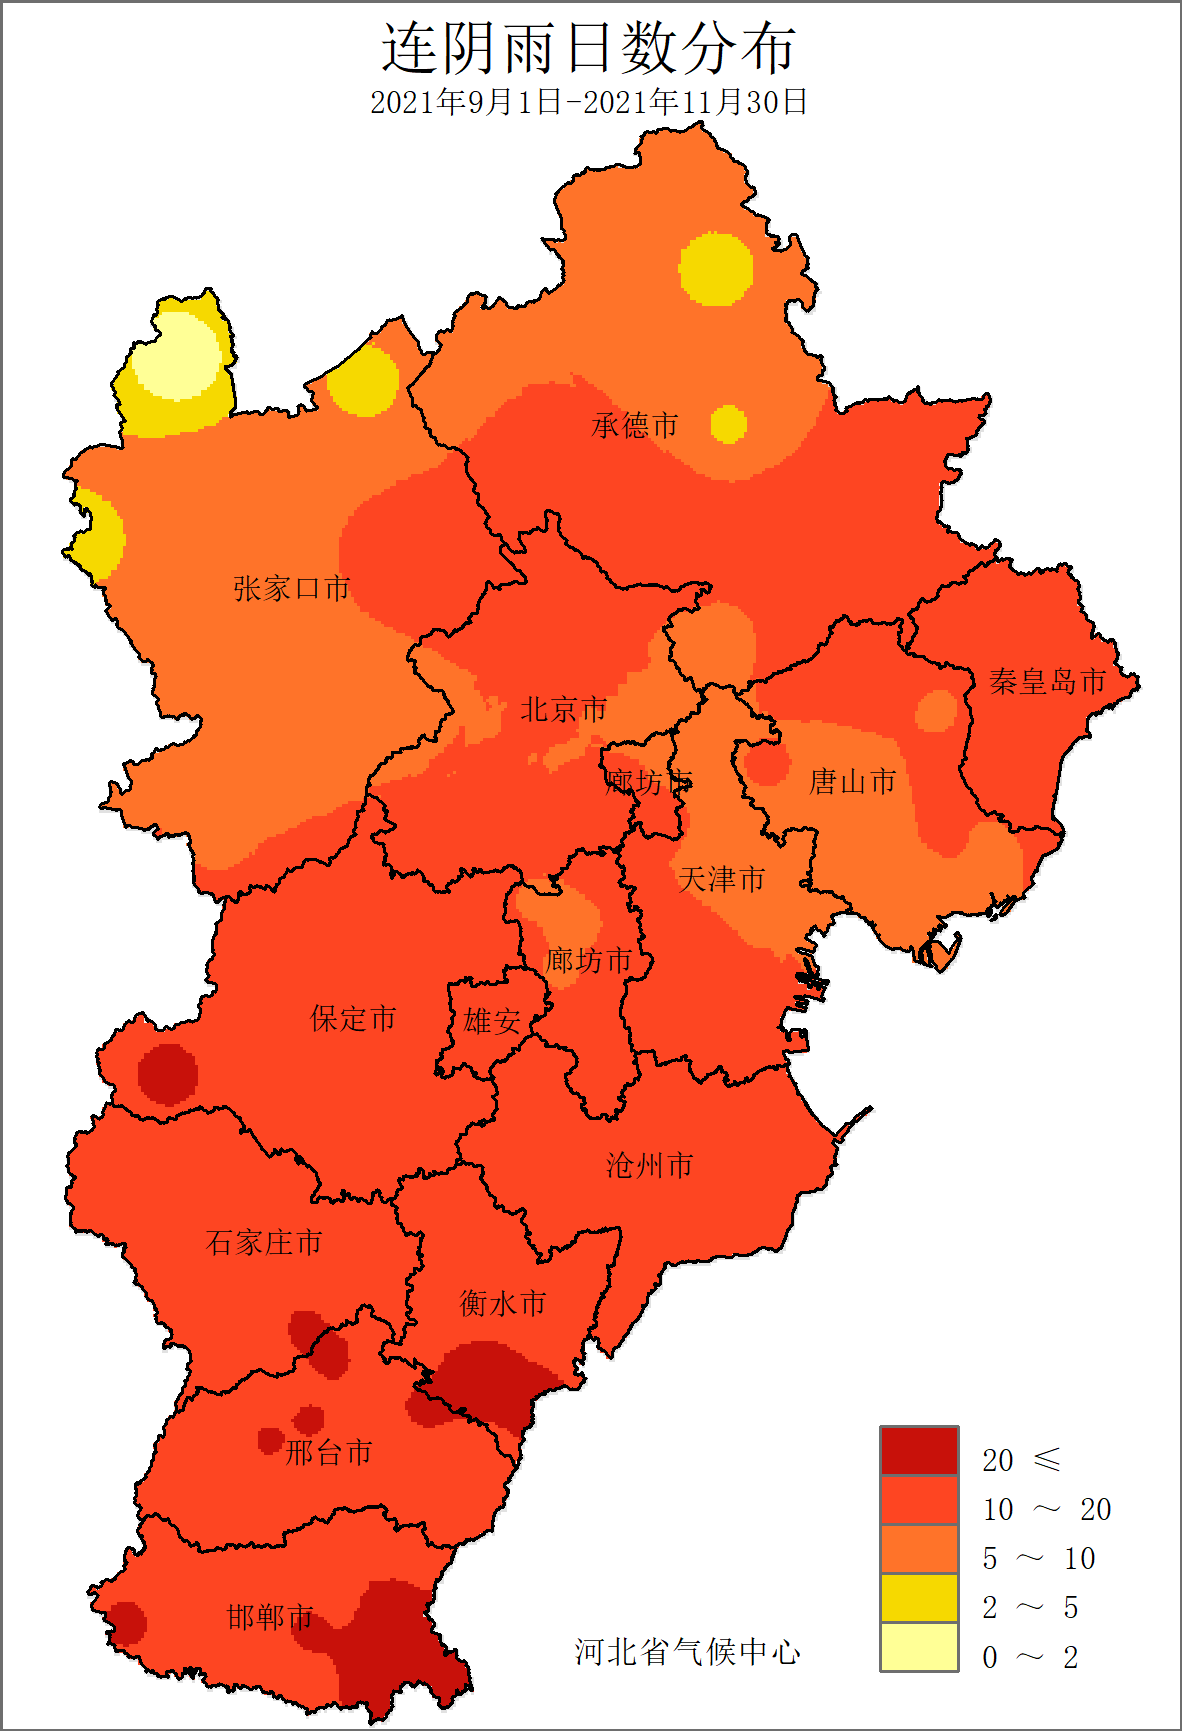 连阴雨日数分布
2021年9月1日-2021年11月30日
承德市
张家口市
秦皇岛市
北京市
廊坊市
唐山市
天津市
廊坊市
保定市
雄安
沧州市
石家庄市
衡水市
邢台市
邯郸市
20 ≤
10 ～ 20
5 ～ 10
2 ～ 5
0 ～ 2
河北省气候中心